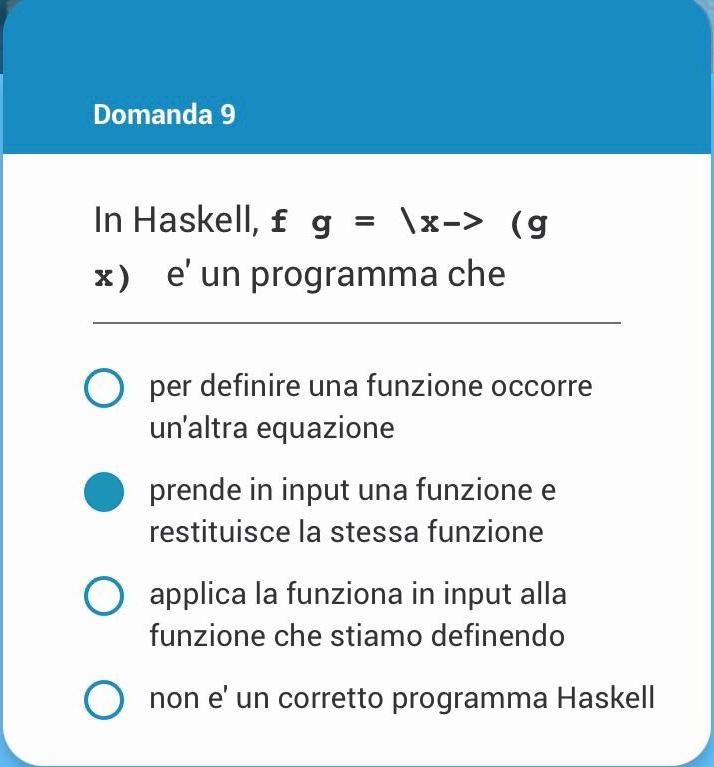 Domanda 9
In Haskell, f g = \x-> (g
x) e' un programma che
per definire una funzione occorre
un'altra equazione
prende in input una funzione e
restituisce la stessa funzione
applica la funziona in input alla
funzione che stiamo definendo
non e' un corretto programma Haskell